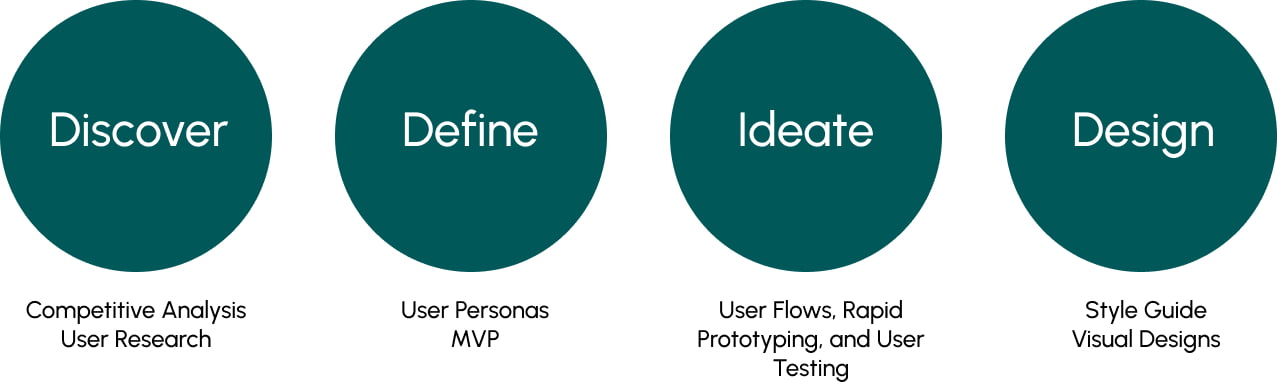 Discover
Competitive Analysis
User Research
Define
User Personas
MVP
Ideate
User Flows, Rapid
Prototyping, and User
Testing
Design
Style Guide
Visual Designs